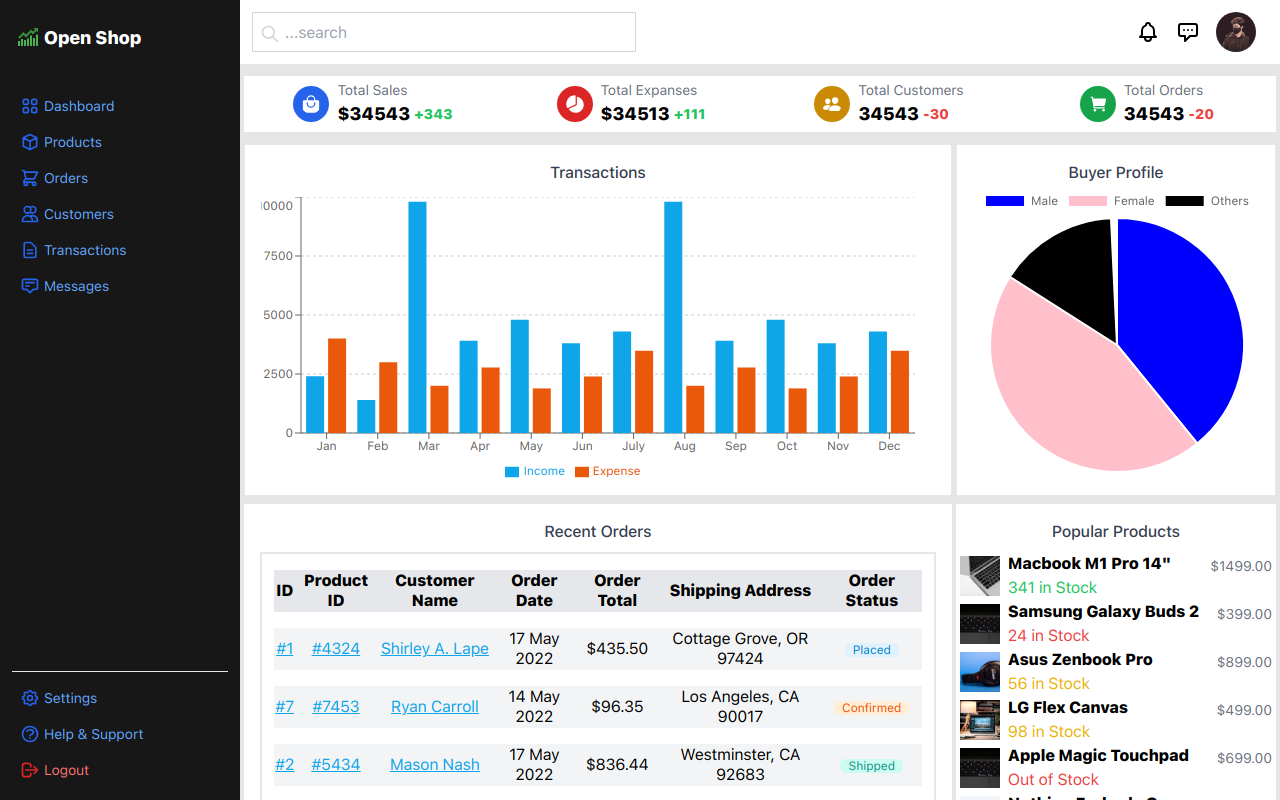 Open Shop
Dashboard
Products
Orders
Customers
Transactions
Messages
Settings
Help & Support
Logout
...search
Total Sales
$34543 +343
Total Expanses
$34513 +111
Total Customers
34543 -30
Total Orders
34543 -20
Transactions
0000
7500
5000
2500
0
Jan Feb Mar Apr May Jun July Aug Sep Oct Nov Dec
Income Expense
Buyer Profile
Male Female Others
Recent Orders
ID Product ID Customer Name Order Date Order Total Shipping Address Order Status
#1 #4324 Shirley A. Lape 17 May 2022 $435.50 Cottage Grove, OR 97424 Placed
#7 #7453 Ryan Carroll 14 May 2022 $96.35 Los Angeles, CA 90017 Confirmed
#2 #5434 Mason Nash 17 May 2022 $836.44 Westminster, CA 92683 Shipped
Popular Products
Macbook M1 Pro 14" $1499.00
341 in Stock
Samsung Galaxy Buds 2 $399.00
24 in Stock
Asus Zenbook Pro $899.00
56 in Stock
LG Flex Canvas $499.00
98 in Stock
Apple Magic Touchpad $699.00
Out of Stock